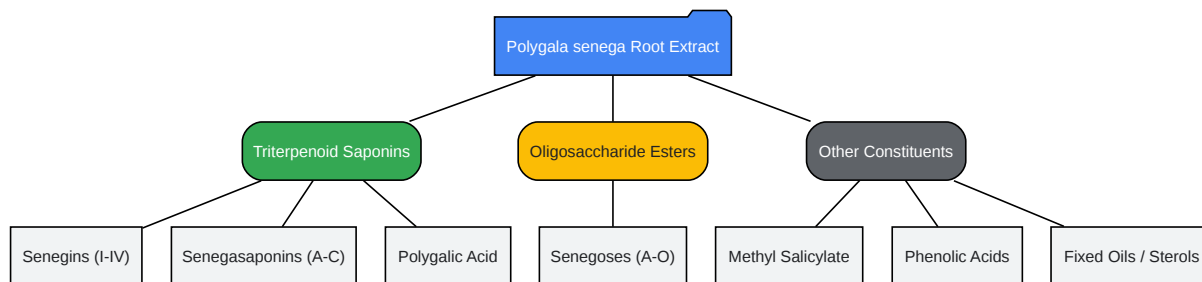 Polygala senega Root Extract
Triterpenoid Saponins
Oligosaccharide Esters
Other Constituents
Senegins (I-IV)
Senegasaponins (A-C)
Polygalic Acid
Senegoses (A-O)
Methyl Salicylate
Phenolic Acids
Fixed Oils / Sterols